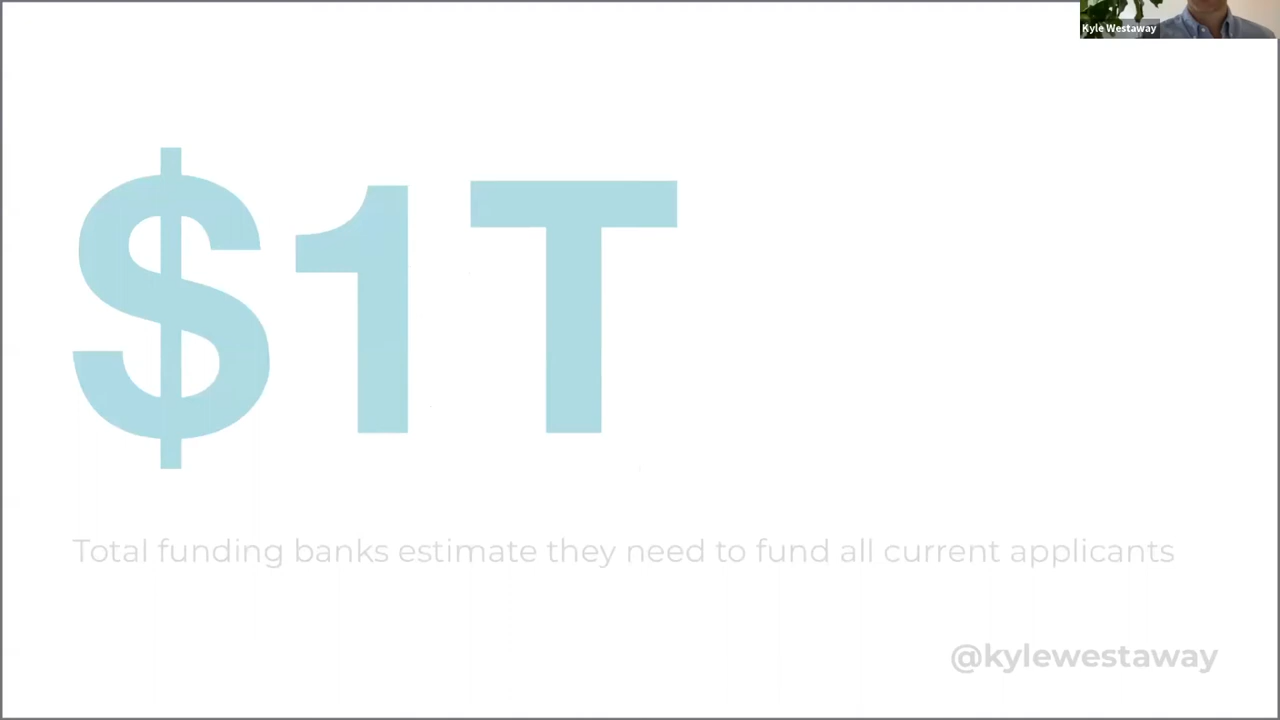 Kyle Westaway
$1T
Total funding banks estimate they need to fund all current applicants
@kylewestaway